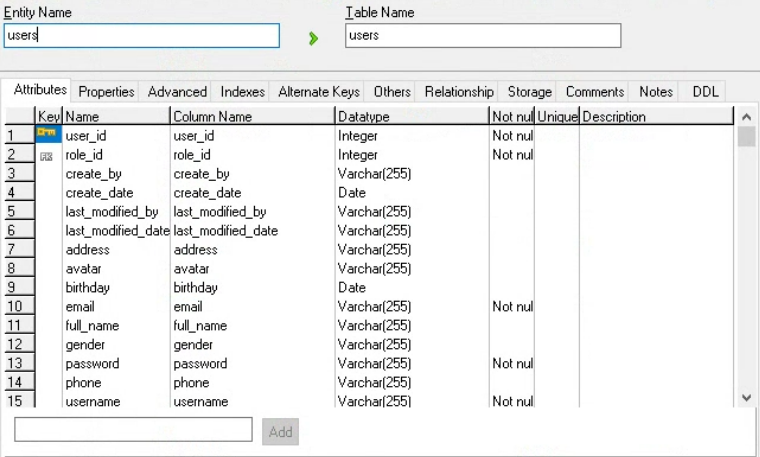 Entity Name Table Name
users users
Attributes Properties Advanced Indexes Alternate Keys Others Relationship Storage Comments Notes DDL
Key Name Column Name Datatype Not nul Unique Description
1 user_id user_id Integer Not nul
2 FK role_id role_id Integer Not nul
3 create_by create_by Varchar(255)
4 create_date create_date Date
5 last_modified_by last_modified_by Varchar(255)
6 last_modified_date last_modified_date Varchar(255)
7 address address Varchar(255)
8 avatar avatar Varchar(255)
9 birthday birthday Date
10 email email Varchar(255) Not nul
11 full_name full_name Varchar(255)
12 gender gender Varchar(255)
13 password password Varchar(255) Not nul
14 phone phone Varchar(255)
15 username username Varchar(255) Not nul
Add